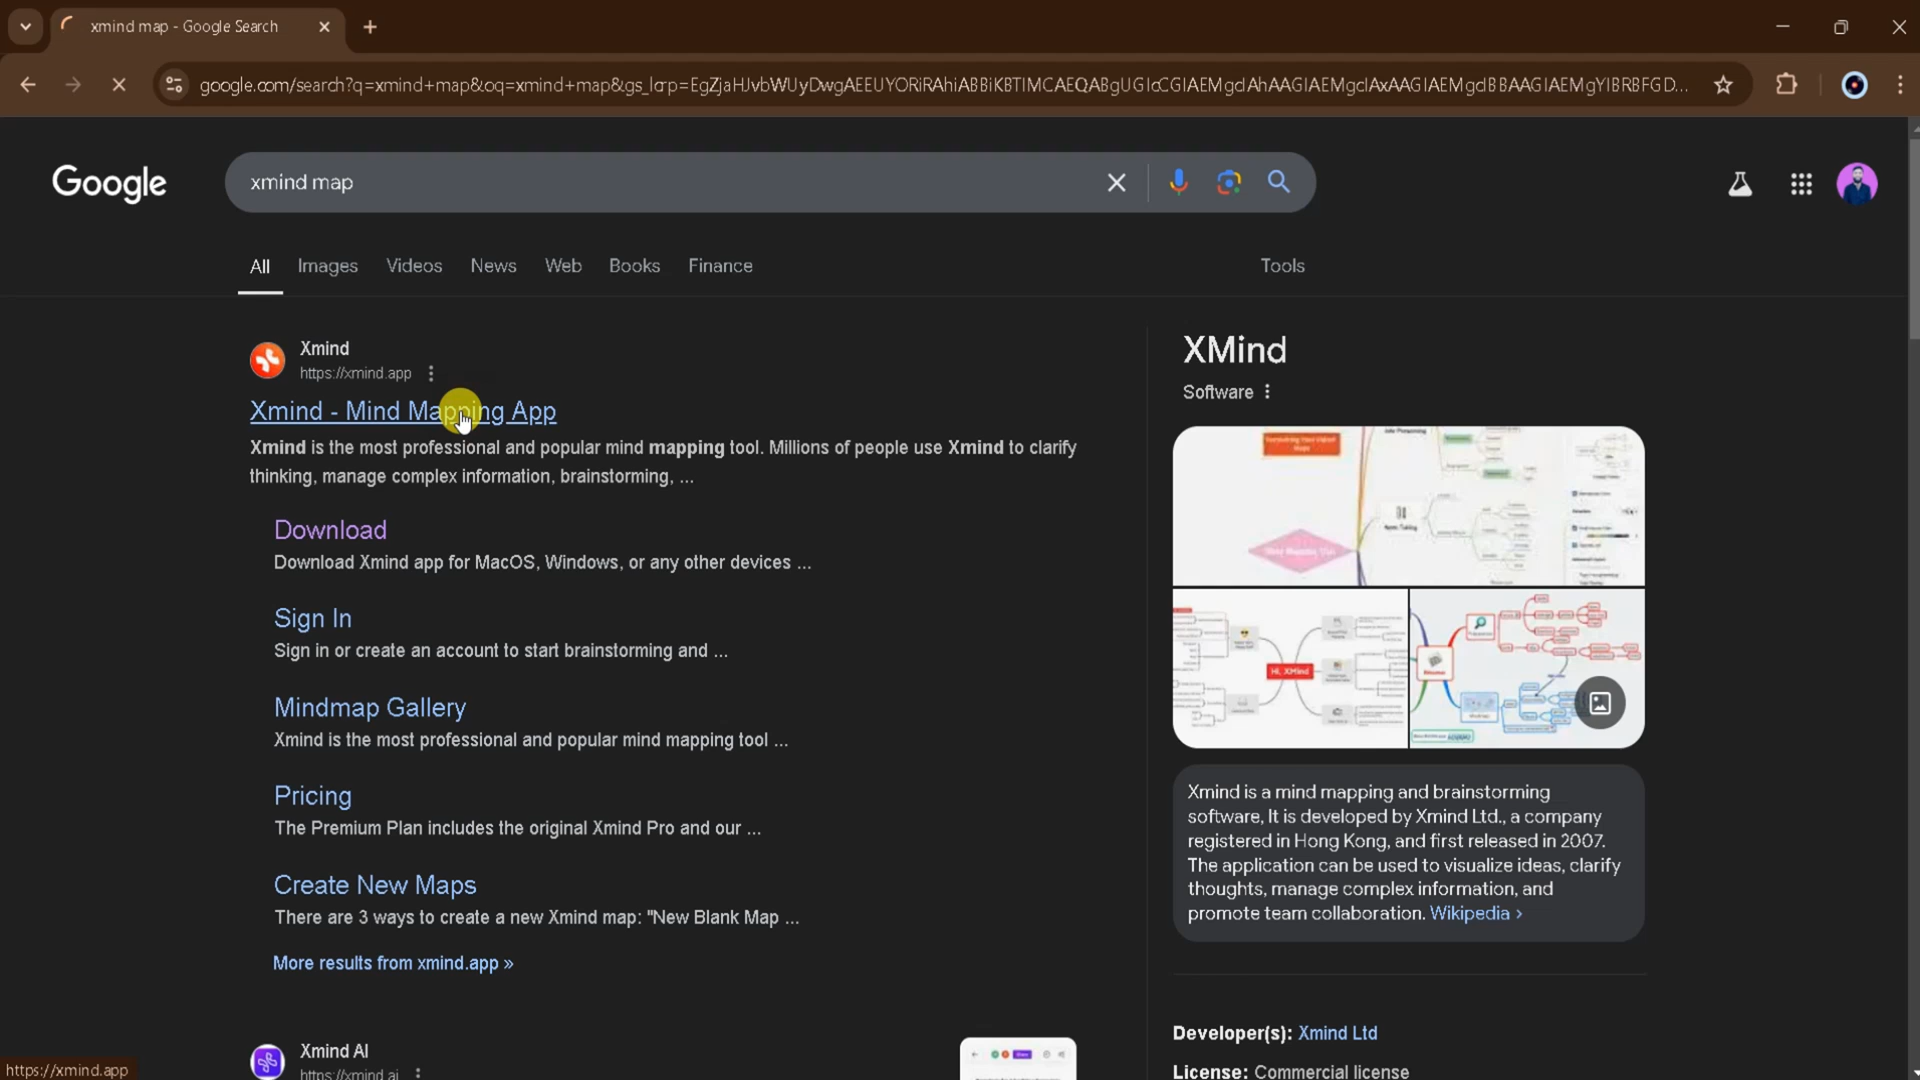 xmind map - Google Search
google.com/search?q=xmind+map&oq=xmind+map&gs_lcrp=EgZjaHJvbWUyDwgAEEUYORiRAhiABBiKBTIMCAEQABgUGIcCGIAEMgcIAhAAGIAEMgcIAxAAGIAEMgcIBBAAGIAEMgYIBRBFGD...
Google
xmind map
All Images Videos News Web Books Finance Tools
Xmind
https://xmind.app
Xmind - Mind Mapping App
Xmind is the most professional and popular mind mapping tool. Millions of people use Xmind to clarify
thinking, manage complex information, brainstorming, ...
Download
Download Xmind app for MacOS, Windows, or any other devices ...
Sign In
Sign in or create an account to start brainstorming and ...
Mindmap Gallery
Xmind is the most professional and popular mind mapping tool ...
Pricing
The Premium Plan includes the original Xmind Pro and our ...
Create New Maps
There are 3 ways to create a new Xmind map: "New Blank Map ...
More results from xmind.app »
Xmind AI
https://xmind.ai
XMind
Software
Hi, XMind
Xmind is a mind mapping and brainstorming
software, It is developed by Xmind Ltd., a company
registered in Hong Kong, and first released in 2007.
The application can be used to visualize ideas, clarify
thoughts, manage complex information, and
promote team collaboration. Wikipedia ›
Developer(s): Xmind Ltd
License: Commercial license
https://xmind.app